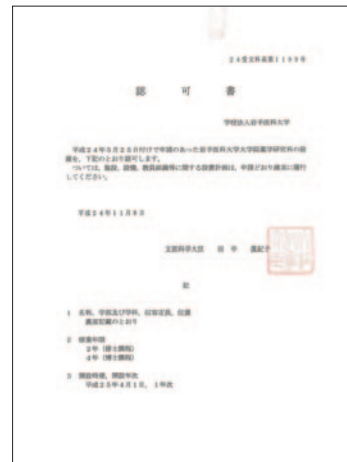 24受文科高第1199号
認可書
学校法人岩手医科大学
平成24年5月25日付けで申請のあった岩手医科大学大学院薬学研究科の設
置を、下記のとおり認可します。
ついては、施設、設備、教員組織等に関する設置計画は、申請どおり確実に履行
してください。
平成24年11月8日
文部科学大臣 田中 眞紀子
記
1 名称、学部及び学科、収容定員、位置
裏面記載のとおり
2 修業年限
2年(修士課程)
4年(博士課程)
3 開設時期、開設年次
平成25年4月1日、1年次